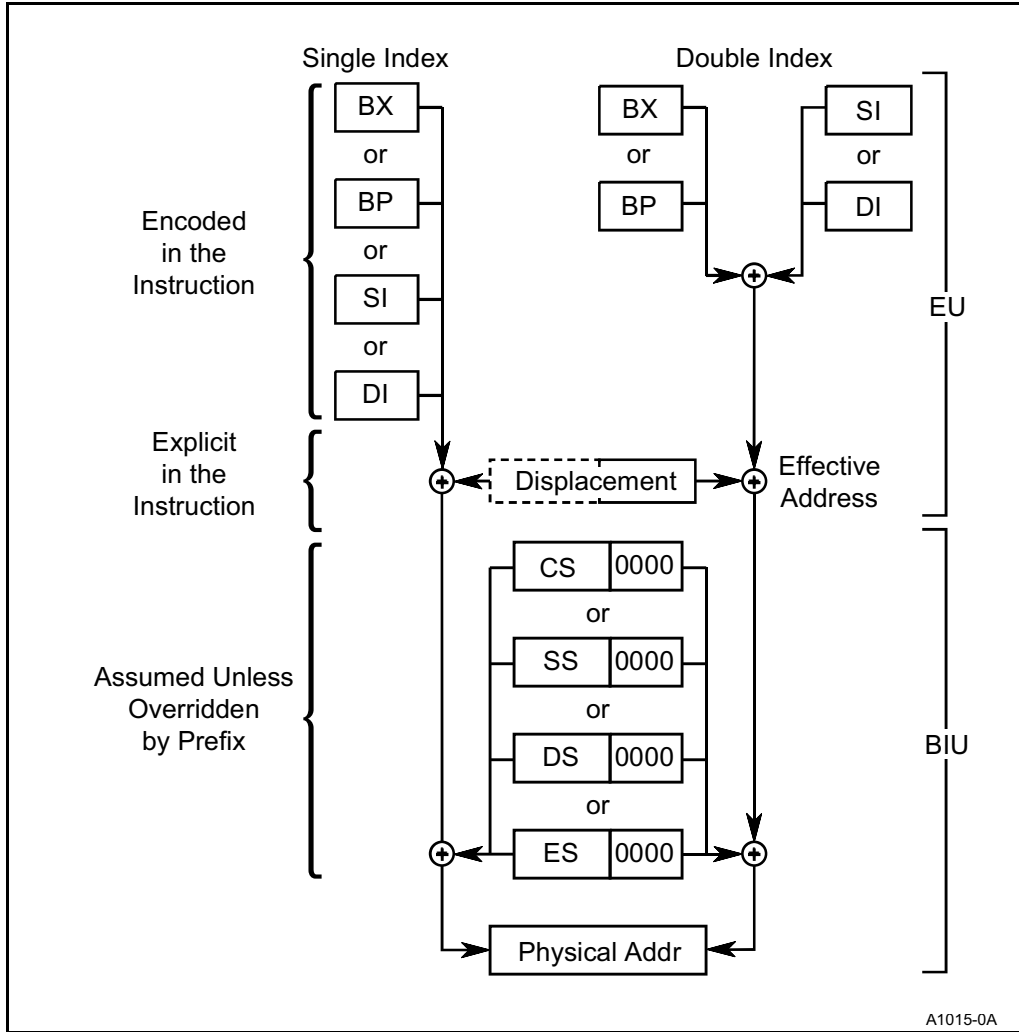 Single Index
Double Index
BX
or
BP
or
SI
or
DI
BX
or
BP
SI
or
DI
Encoded
in the
Instruction
EU
Explicit
in the
Instruction
Displacement
Effective
Address
Assumed Unless
Overridden
by Prefix
CS 0000
or
SS 0000
or
DS 0000
or
ES 0000
BIU
Physical Addr
A1015-0A